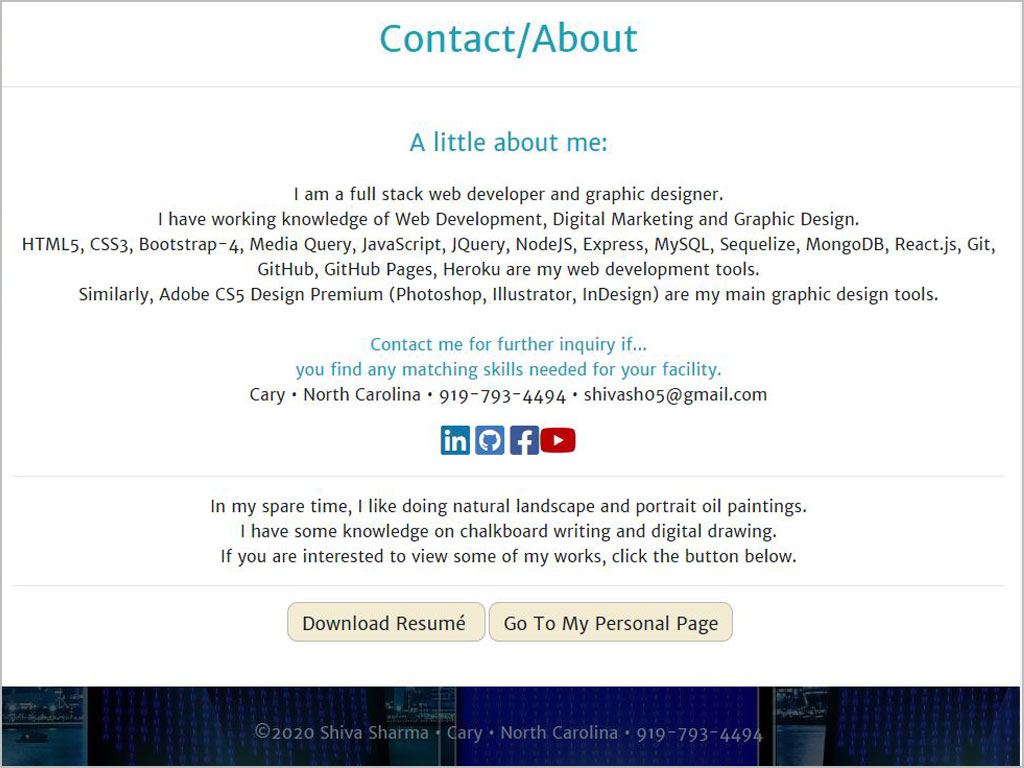 Contact/About
A little about me:
I am a full stack web developer and graphic designer.
I have working knowledge of Web Development, Digital Marketing and Graphic Design.
HTML5, CSS3, Bootstrap-4, Media Query, JavaScript, JQuery, NodeJS, Express, MySQL, Sequelize, MongoDB, React.js, Git,
GitHub, GitHub Pages, Heroku are my web development tools.
Similarly, Adobe CS5 Design Premium (Photoshop, Illustrator, InDesign) are my main graphic design tools.
Contact me for further inquiry if...
you find any matching skills needed for your facility.
Cary • North Carolina • 919-793-4494 • shivash05@gmail.com
in
In my spare time, I like doing natural landscape and portrait oil paintings.
I have some knowledge on chalkboard writing and digital drawing.
If you are interested to view some of my works, click the button below.
Download Resumé Go To My Personal Page
©2020 Shiva Sharma • Cary • North Carolina • 919-793-4494